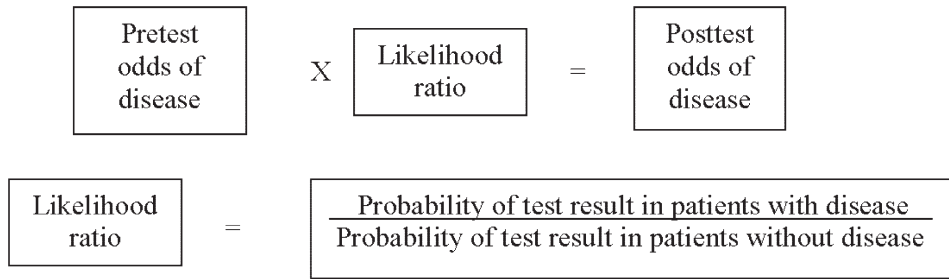 Pretest
odds of
disease
X
Likelihood
ratio
=
Posttest
odds of
disease
Likelihood
ratio
=
Probability of test result in patients with disease
Probability of test result in patients without disease